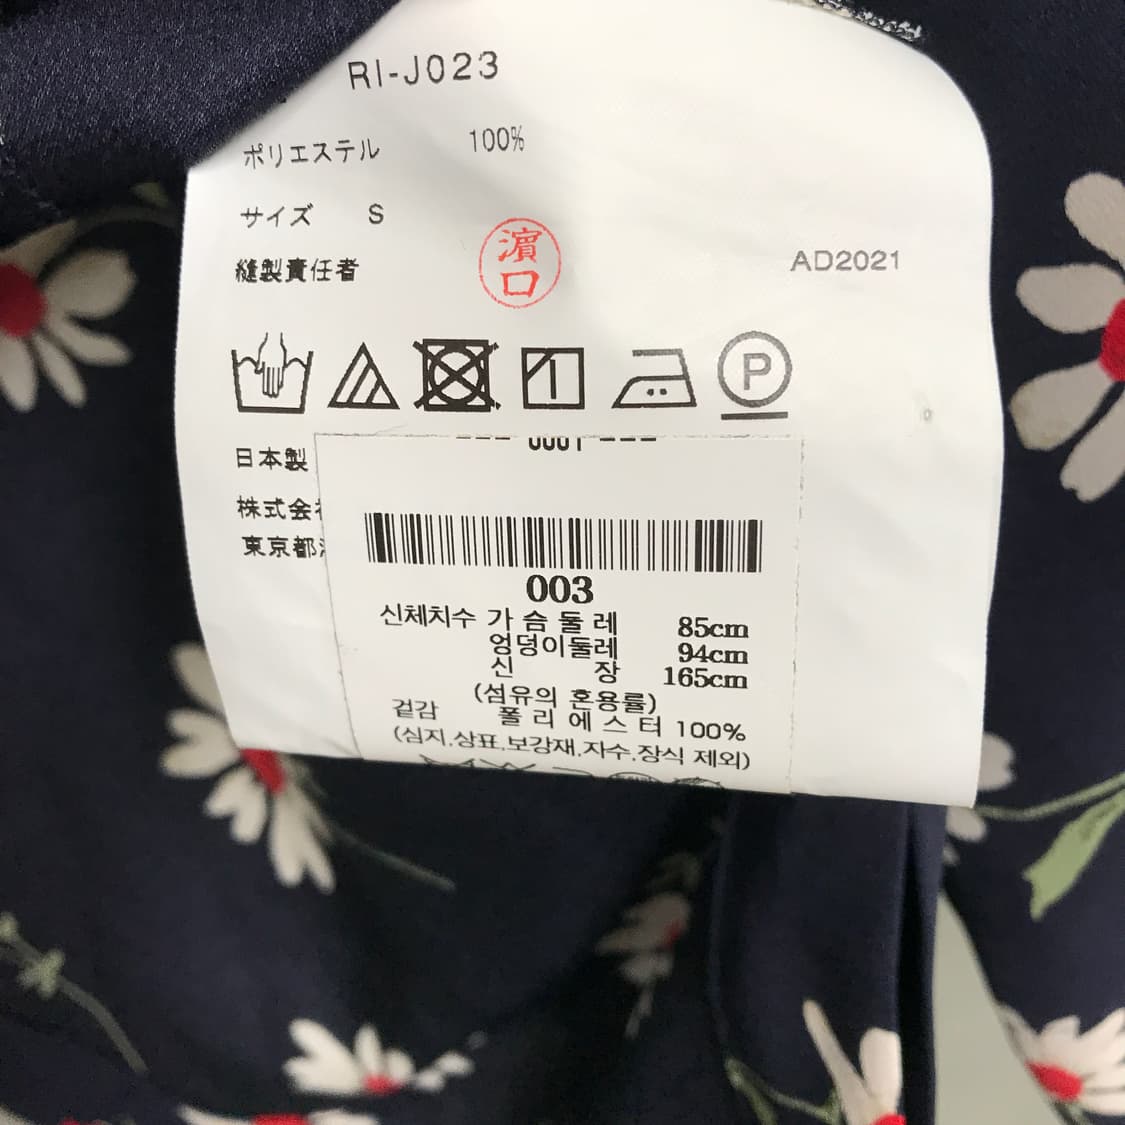 RI-J023
ポリエステル 100%
サイズ S
縫製責任者 濵口
AD2021
P
日本製
株式会
東京都
003
신체치수 가슴둘레 85cm
엉덩이둘레 94cm
신장 165cm
(섬유의 혼용률)
겉감 폴리에스터 100%
(심지.상표.보강재.자수.장식 제외)